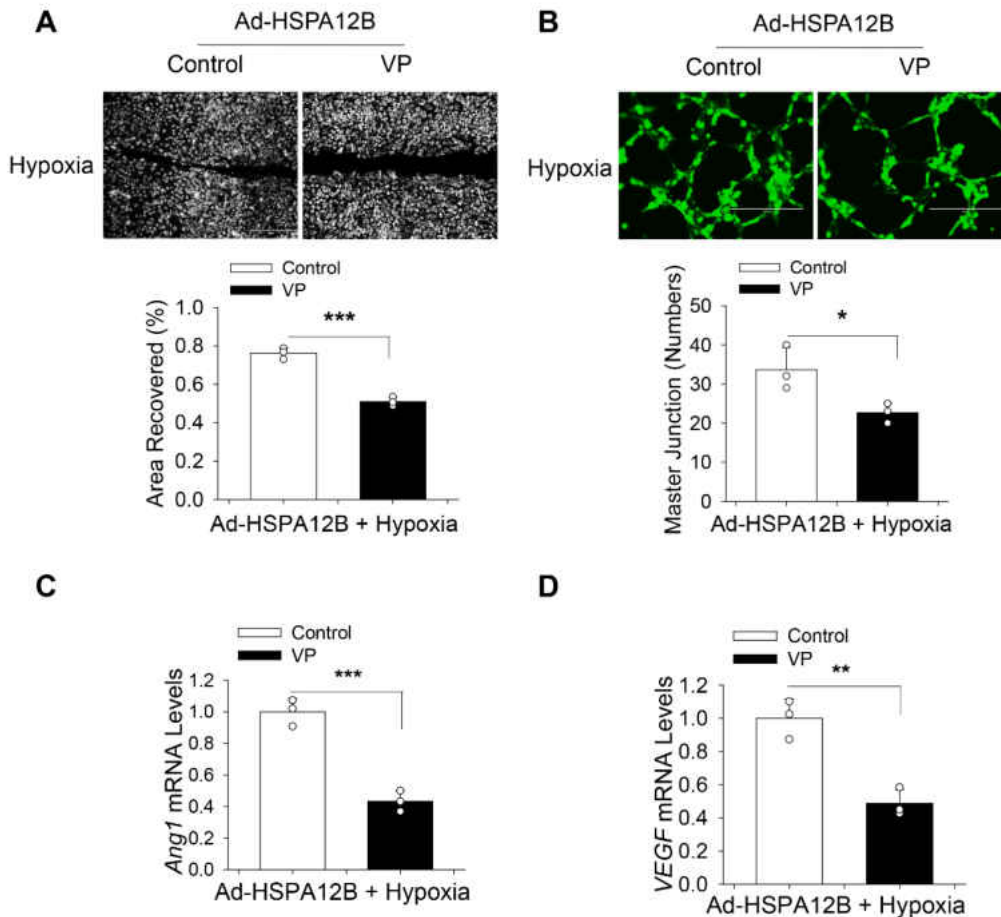 A
Ad-HSPA12B
Control VP
Hypoxia
Control
VP
Area Recovered (%)
1.0
0.8
0.6
0.4
0.2
0.0
***
Ad-HSPA12B + Hypoxia
B
Ad-HSPA12B
Control VP
Hypoxia
Control
VP
Master Junction (Numbers)
50
40
30
20
10
0
*
Ad-HSPA12B + Hypoxia
C
Control
VP
Ang1 mRNA Levels
1.2
1.0
0.8
0.6
0.4
0.2
0.0
***
Ad-HSPA12B + Hypoxia
D
Control
VP
VEGF mRNA Levels
1.2
1.0
0.8
0.6
0.4
0.2
0.0
**
Ad-HSPA12B + Hypoxia